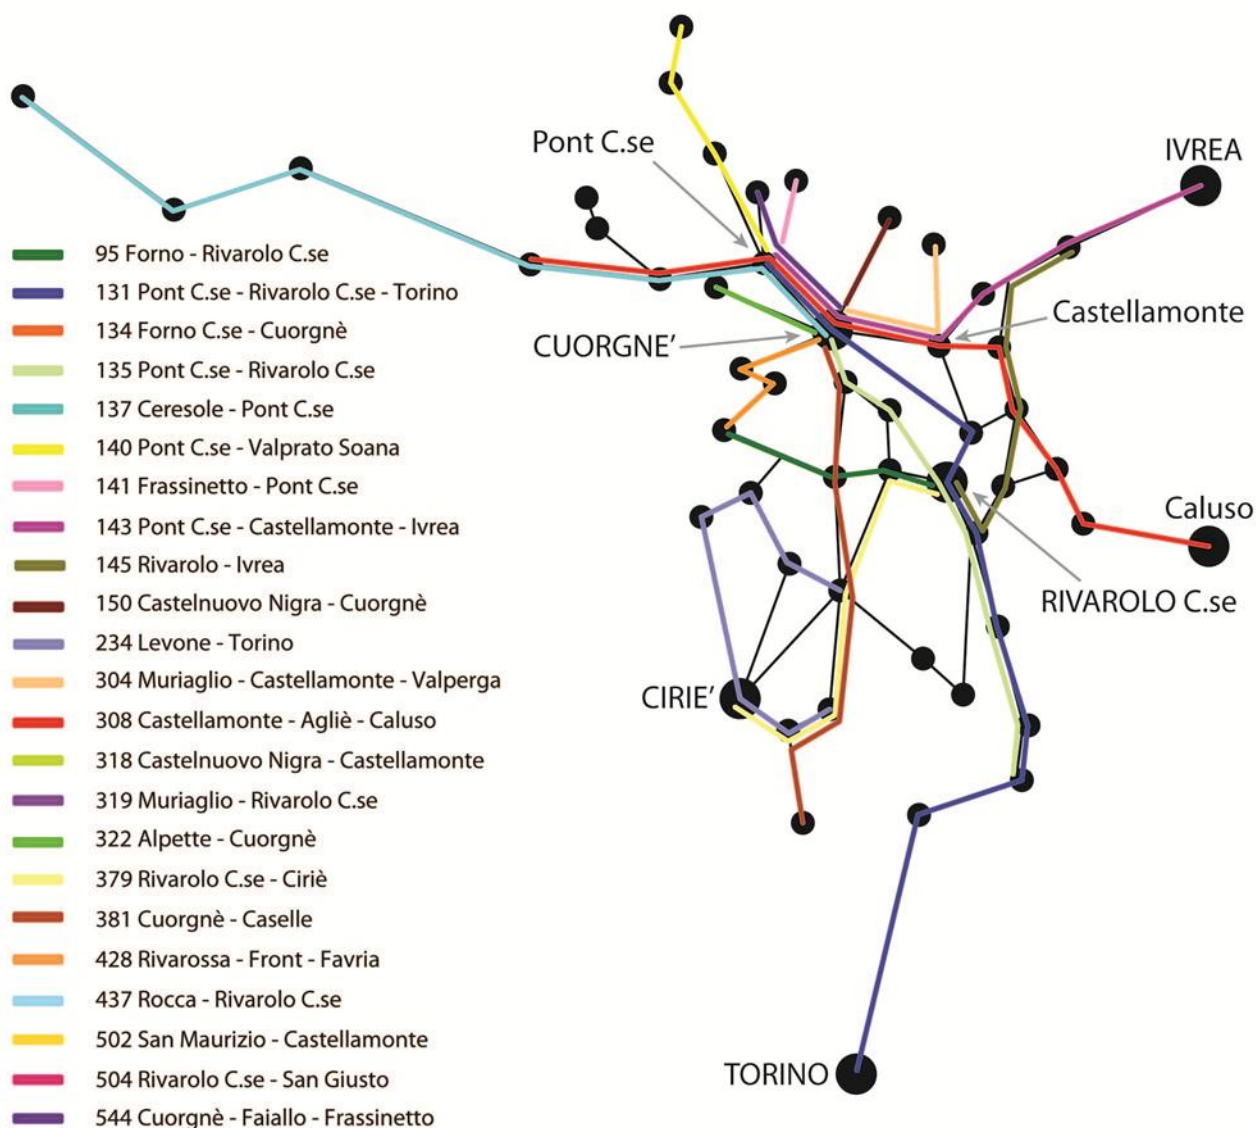 Pont C.se
IVREA
Castellamonte
CUORGNE’
Caluso
RIVAROLO C.se
CIRIE’
TORINO
95 Forno - Rivarolo C.se
131 Pont C.se - Rivarolo C.se - Torino
134 Forno C.se - Cuorgnè
135 Pont C.se - Rivarolo C.se
137 Ceresole - Pont C.se
140 Pont C.se - Valprato Soana
141 Frassinetto - Pont C.se
143 Pont C.se - Castellamonte - Ivrea
145 Rivarolo - Ivrea
150 Castelnuovo Nigra - Cuorgnè
234 Levone - Torino
304 Muriaglio - Castellamonte - Valperga
308 Castellamonte - Agliè - Caluso
318 Castelnuovo Nigra - Castellamonte
319 Muriaglio - Rivarolo C.se
322 Alpette - Cuorgnè
379 Rivarolo C.se - Ciriè
381 Cuorgnè - Caselle
428 Rivarossa - Front - Favria
437 Rocca - Rivarolo C.se
502 San Maurizio - Castellamonte
504 Rivarolo C.se - San Giusto
544 Cuorgnè - Faiallo - Frassinetto